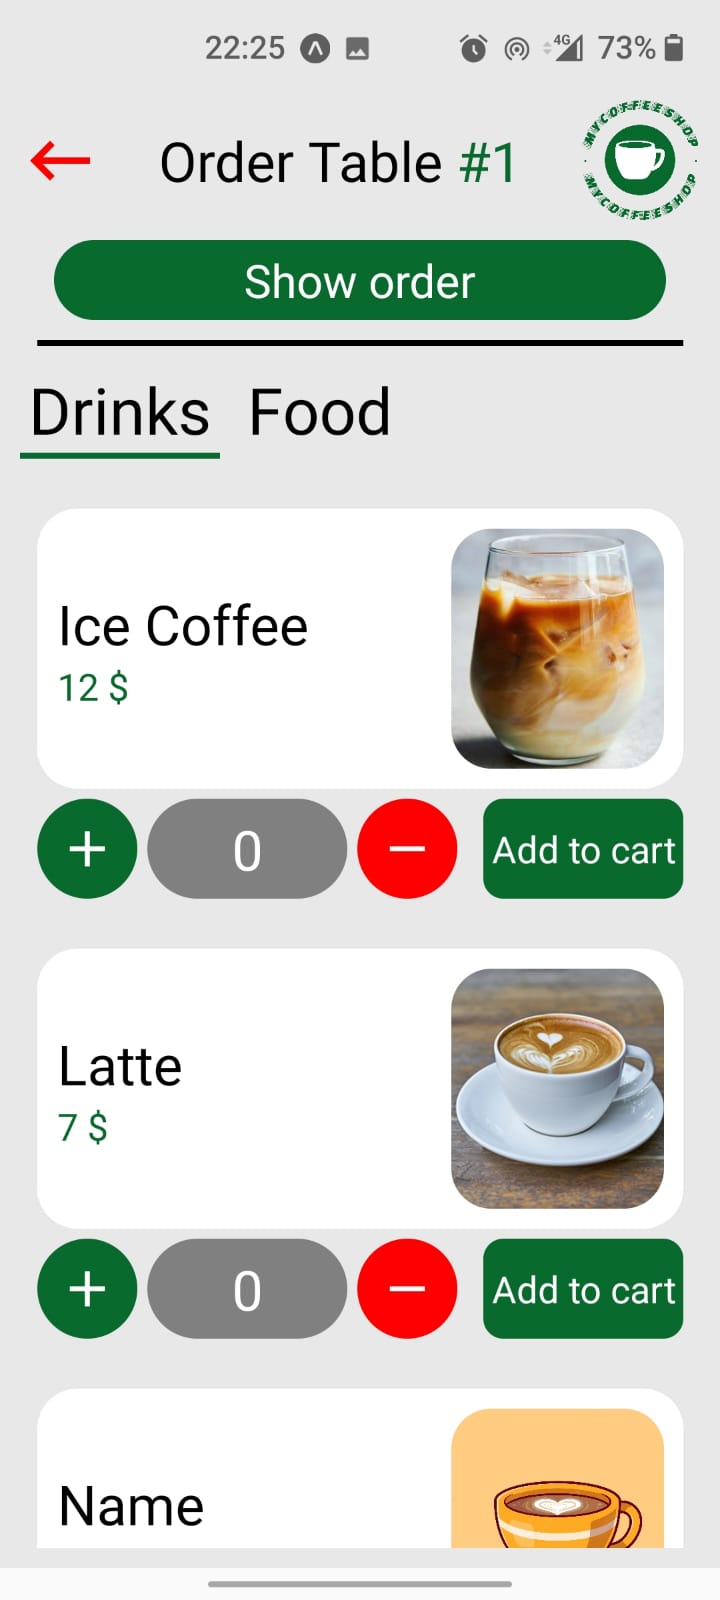 22:25 4G 73%
Order Table #1
MYCOFFEESHOP · MYCOFFEESHOP ·
Show order
Drinks Food
Ice Coffee
12 $
+ 0 − Add to cart
Latte
7 $
+ 0 − Add to cart
Name